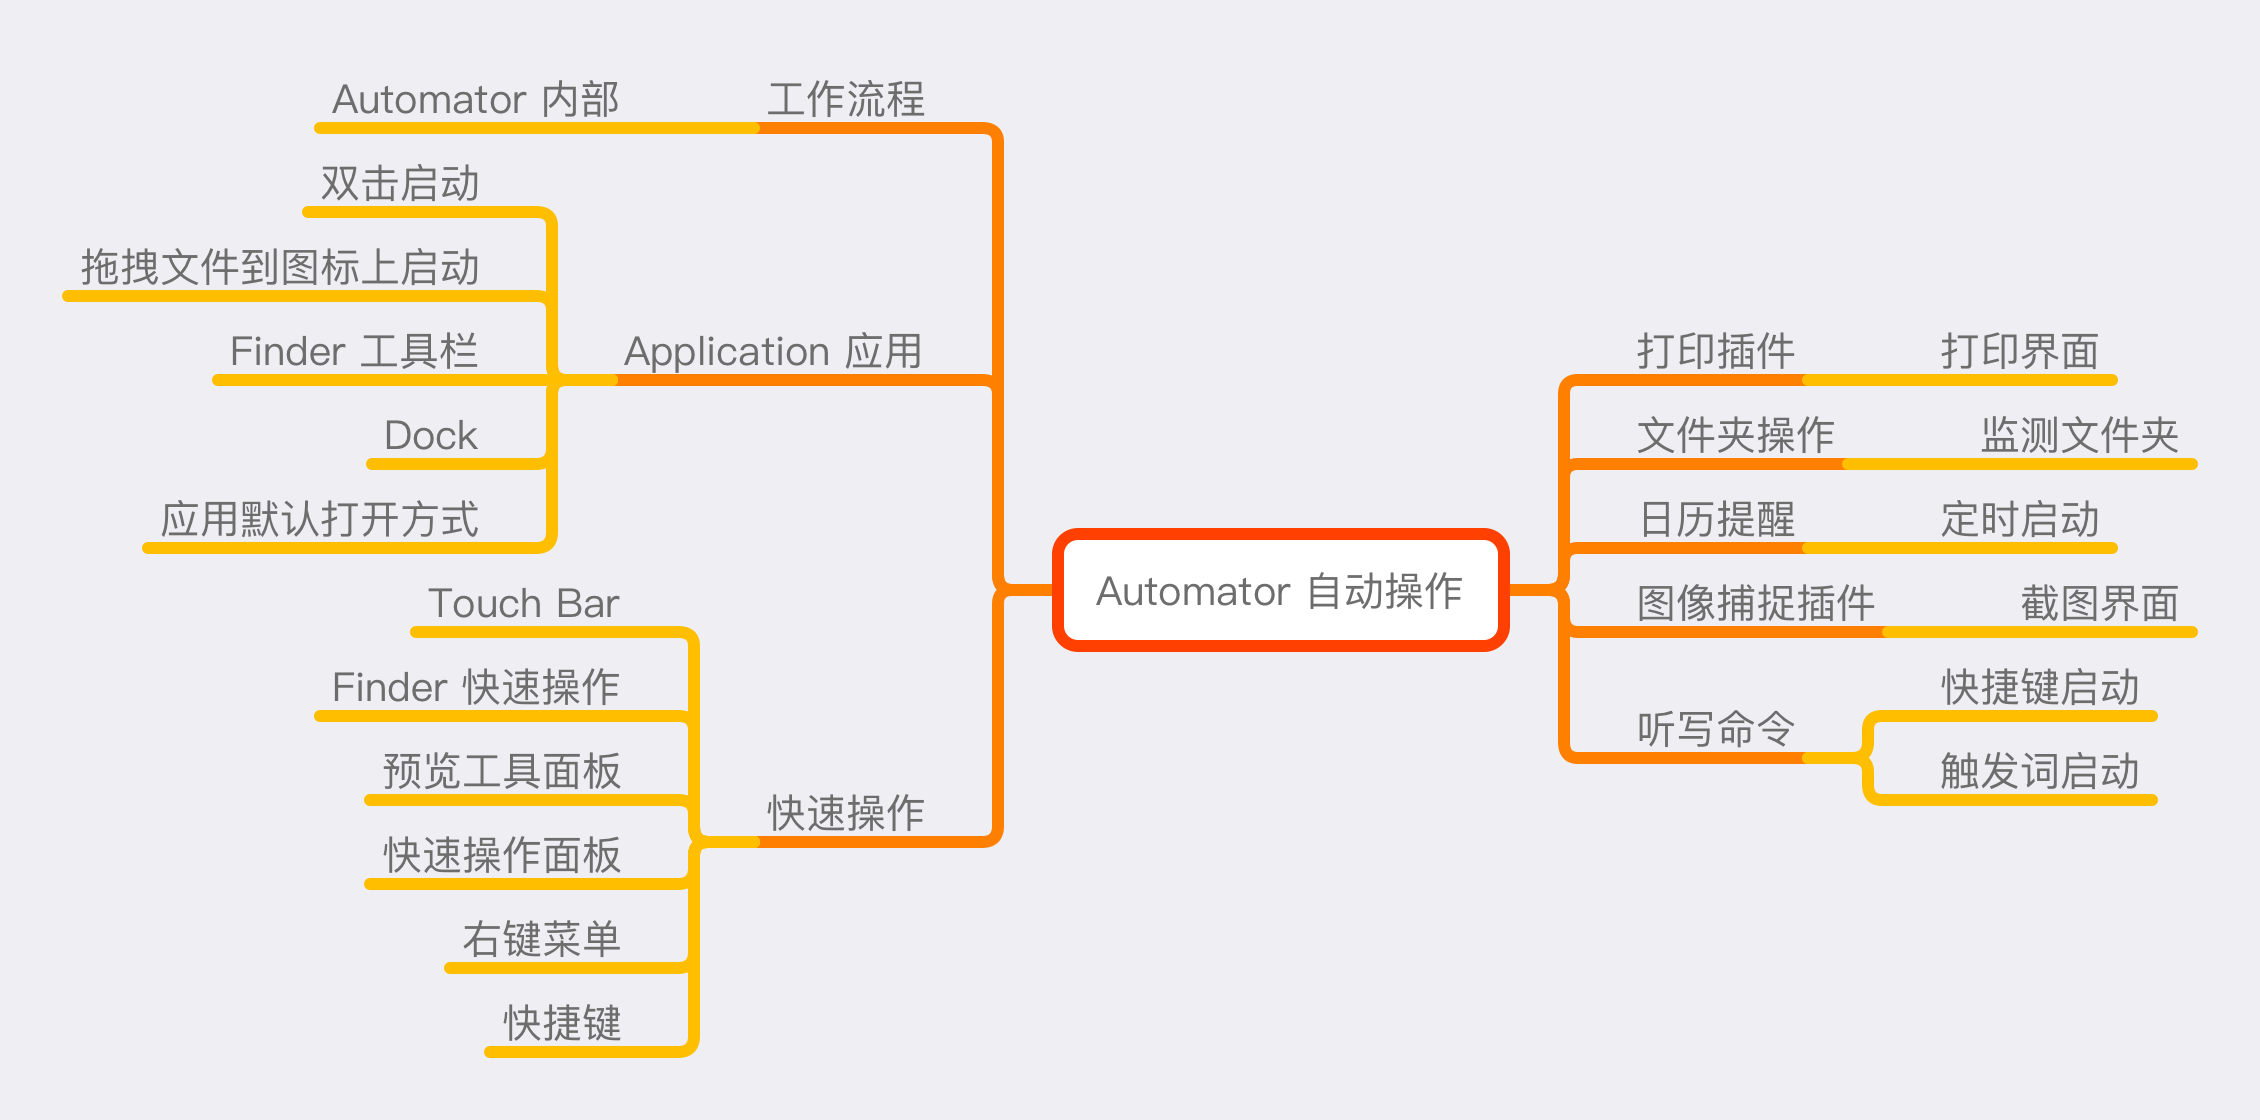 Automator 自动操作
工作流程
Automator 内部
Application 应用
双击启动
拖拽文件到图标上启动
Finder 工具栏
Dock
应用默认打开方式
快速操作
Touch Bar
Finder 快速操作
预览工具面板
快速操作面板
右键菜单
快捷键
打印插件
打印界面
文件夹操作
监测文件夹
日历提醒
定时启动
图像捕捉插件
截图界面
听写命令
快捷键启动
触发词启动